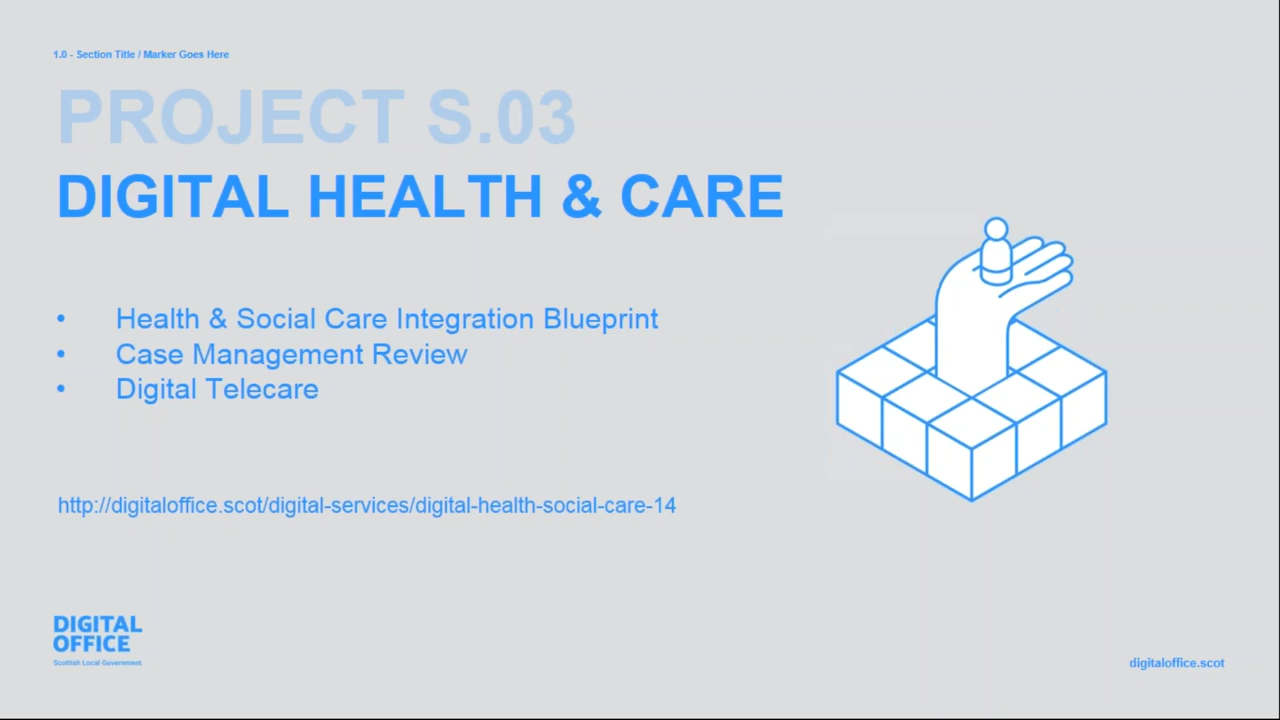 1.0 - Section Title / Marker Goes Here
PROJECT S.03
DIGITAL HEALTH & CARE
• Health & Social Care Integration Blueprint
• Case Management Review
• Digital Telecare
http://digitaloffice.scot/digital-services/digital-health-social-care-14
DIGITAL
OFFICE
Scottish Local Government
digitaloffice.scot